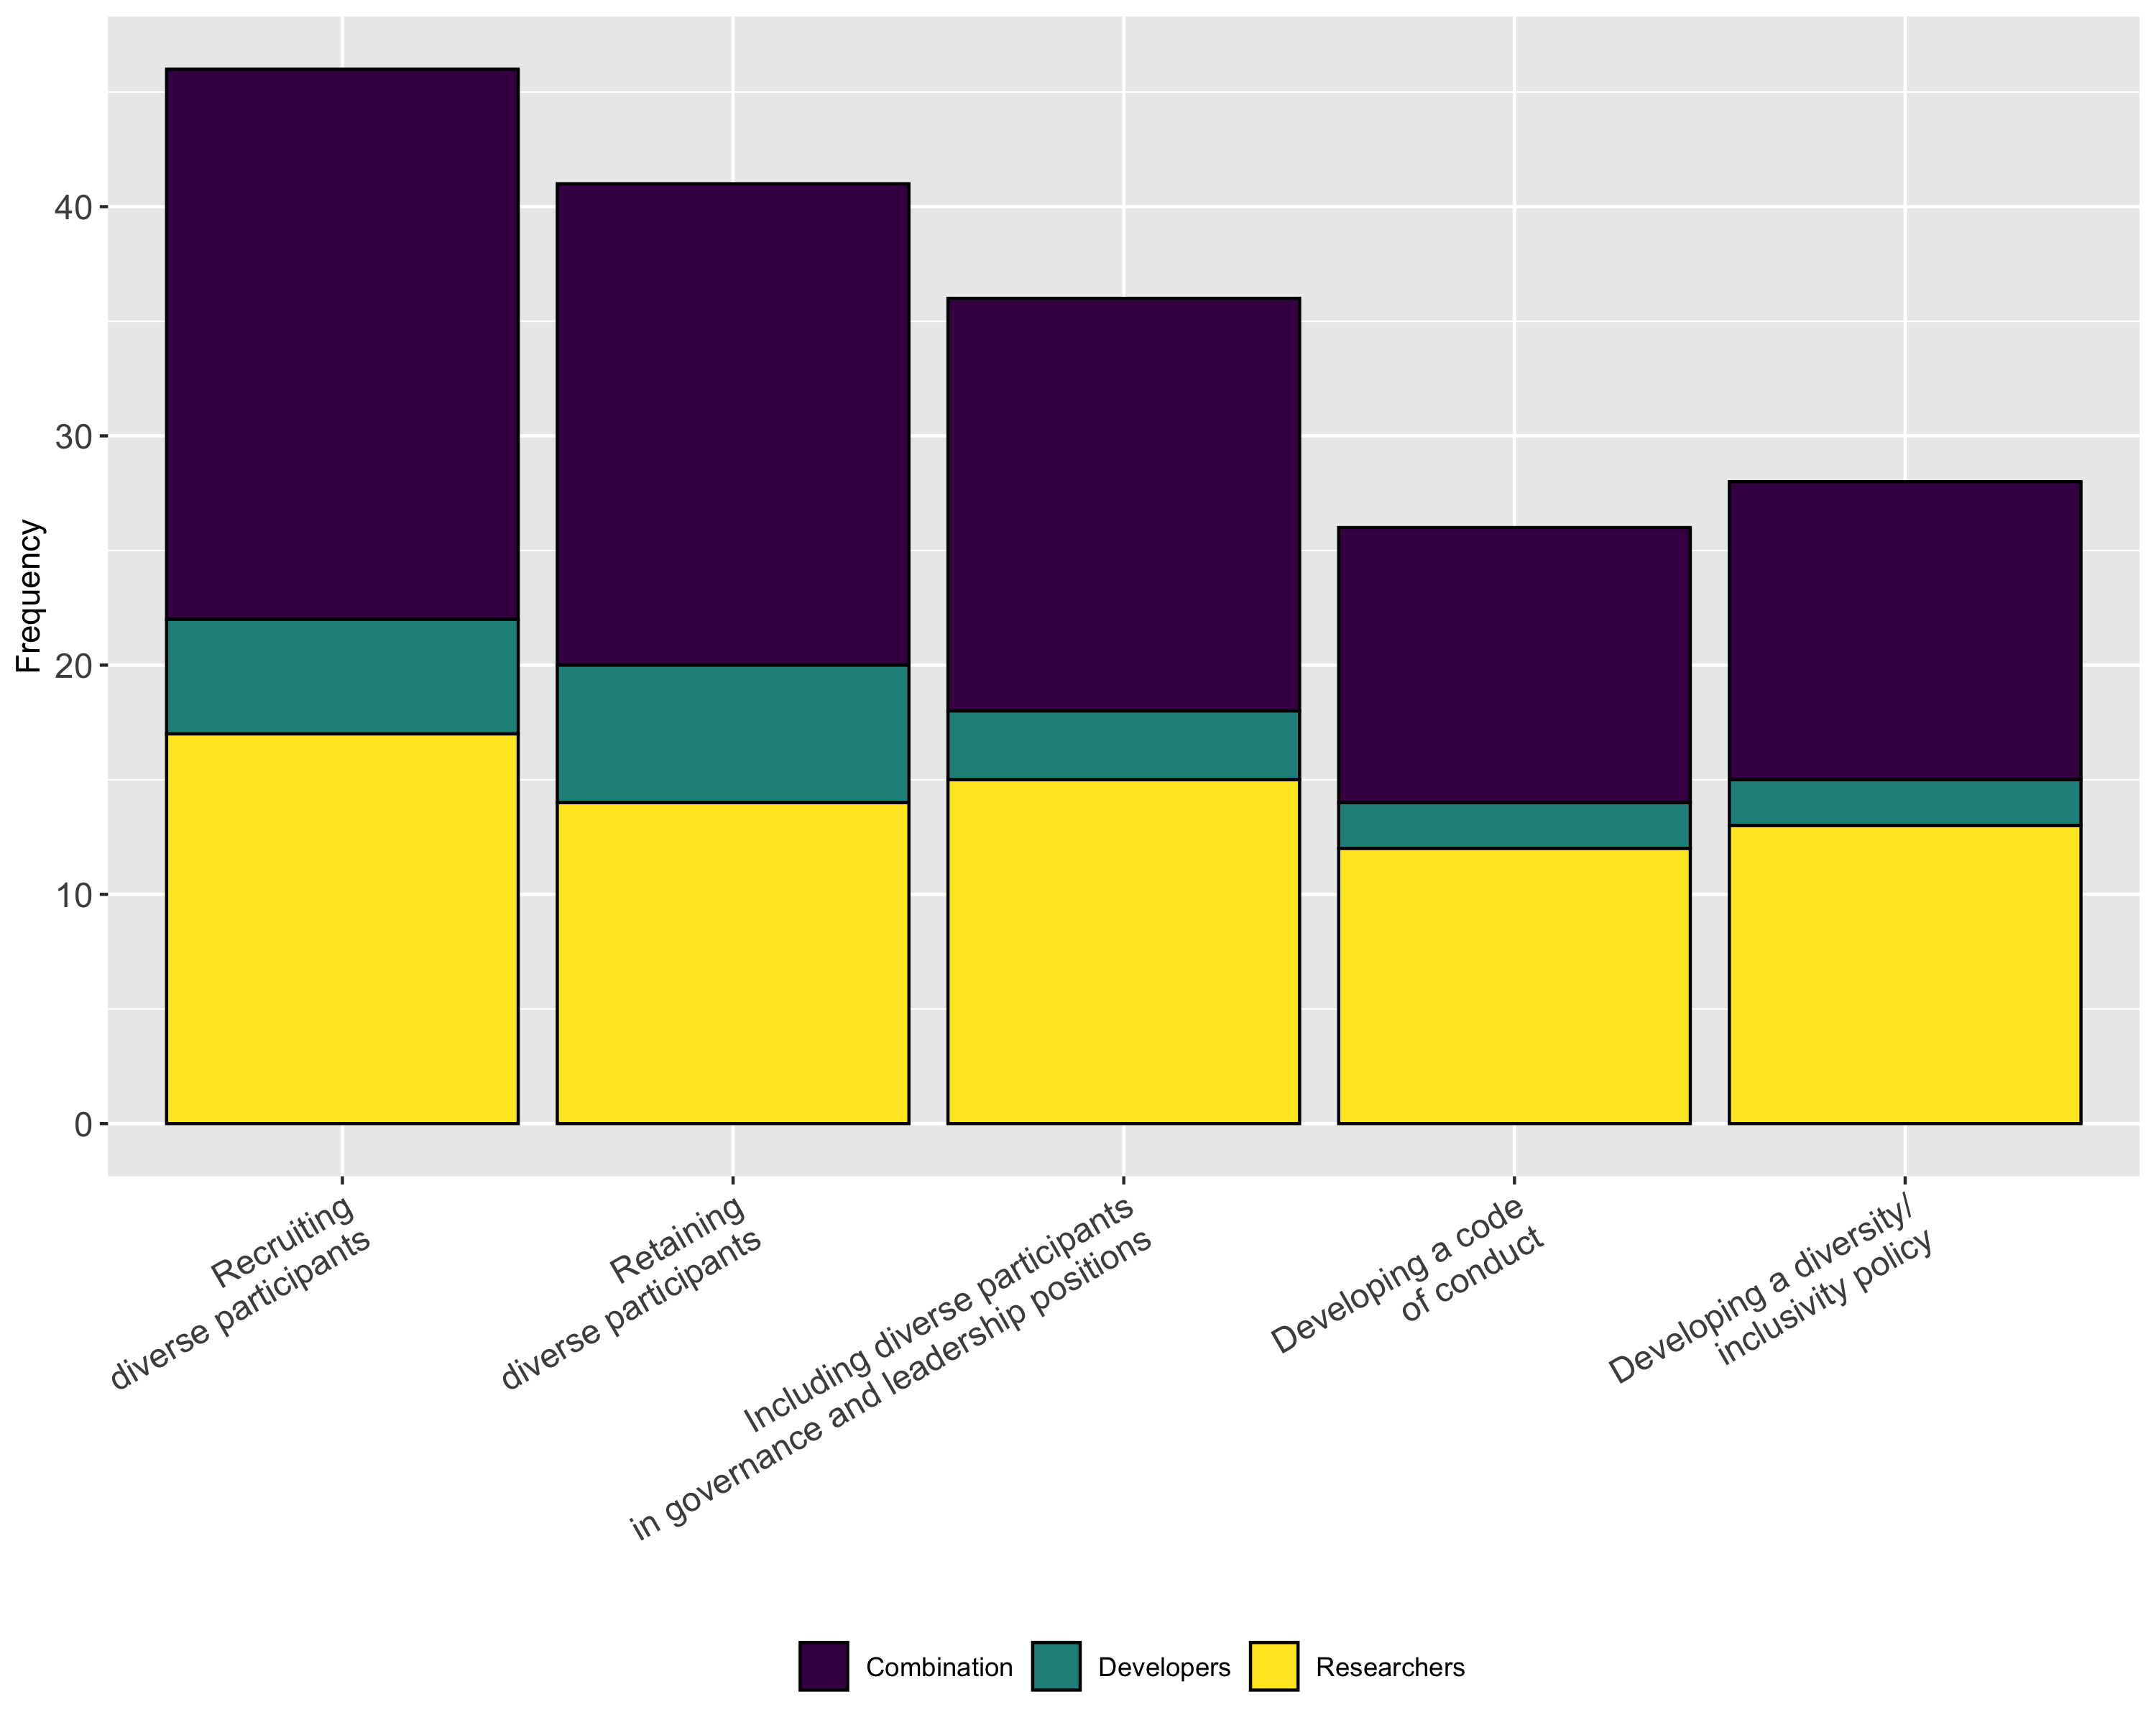 Frequency
40
30
20
10
0
Recruiting
diverse participants
Retaining
diverse participants
Including diverse participants
in governance and leadership positions
Developing a code
of conduct
Developing a diversity/
inclusivity policy
Combination
Developers
Researchers